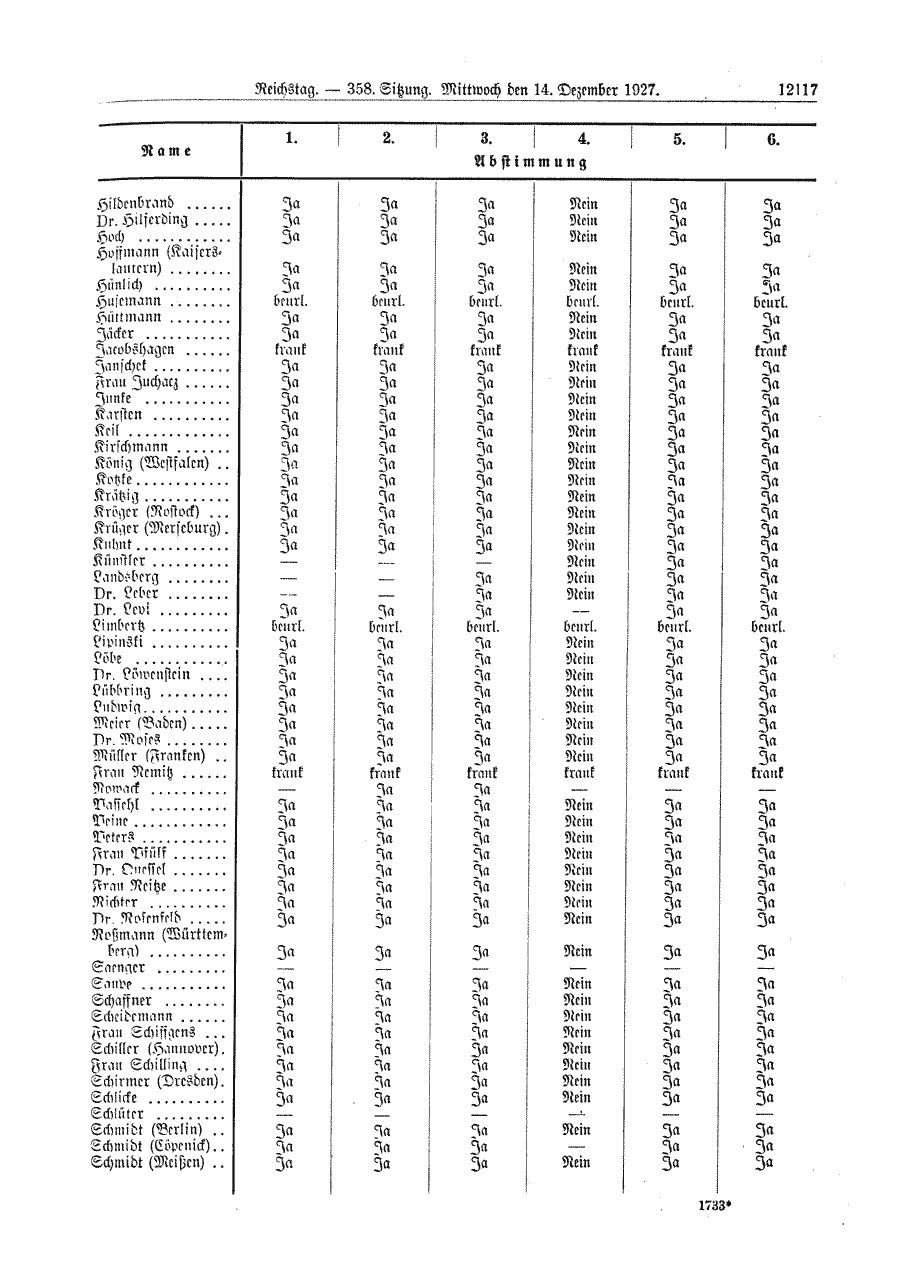 Reichstag. — 358. Sitzung. Mittwoch den 14. Dezember 1927. 12117
Name 1. 2. 3. 4. 5. 6.
Abstimmung
Hildenbrand ...... Ja Ja Ja Nein Ja Ja
Dr. Hilferding ..... Ja Ja Ja Nein Ja Ja
Hoch ............ Ja Ja Ja Nein Ja Ja
Hoffmann (Kaisers-
lautern) ........ Ja Ja Ja Nein Ja Ja
Hünlich .......... Ja Ja Ja Nein Ja Ja
Husemann ........ beurl. beurl. beurl. beurl. beurl. beurl.
Hüttmann ........ Ja Ja Ja Nein Ja Ja
Jäcker ........... Ja Ja Ja Nein Ja Ja
Jacobshagen ...... krank krank krank krank krank krank
Janschek .......... Ja Ja Ja Nein Ja Ja
Frau Juchacz ...... Ja Ja Ja Nein Ja Ja
Junke ........... Ja Ja Ja Nein Ja Ja
Karsten .......... Ja Ja Ja Nein Ja Ja
Keil ............. Ja Ja Ja Nein Ja Ja
Kirschmann ....... Ja Ja Ja Nein Ja Ja
König (Westfalen) .. Ja Ja Ja Nein Ja Ja
Kotzke ............ Ja Ja Ja Nein Ja Ja
Krätzig ........... Ja Ja Ja Nein Ja Ja
Kröger (Rostock) ... Ja Ja Ja Nein Ja Ja
Krüger (Merseburg) . Ja Ja Ja Nein Ja Ja
Kuhnt ............ Ja Ja Ja Nein Ja Ja
Künstler .......... — — — Nein Ja Ja
Landsberg ........ — — Ja Nein Ja Ja
Dr. Leber ........ — — Ja Nein Ja Ja
Dr. Levi ......... Ja Ja Ja — Ja Ja
Limbertz .......... beurl. beurl. beurl. beurl. beurl. beurl.
Lipinski .......... Ja Ja Ja Nein Ja Ja
Löbe ............ Ja Ja Ja Nein Ja Ja
Dr. Löwenstein .... Ja Ja Ja Nein Ja Ja
Lübbring ......... Ja Ja Ja Nein Ja Ja
Ludwig ........... Ja Ja Ja Nein Ja Ja
Meier (Baden) ..... Ja Ja Ja Nein Ja Ja
Dr. Moses ........ Ja Ja Ja Nein Ja Ja
Müller (Franken) .. Ja Ja Ja Nein Ja Ja
Frau Nemitz ...... krank krank krank krank krank krank
Nowack .......... — Ja Ja — — —
Passehl .......... Ja Ja Ja Nein Ja Ja
Peine ............ Ja Ja Ja Nein Ja Ja
Peters ........... Ja Ja Ja Nein Ja Ja
Frau Pfülf ....... Ja Ja Ja Nein Ja Ja
Dr. Quessel ....... Ja Ja Ja Nein Ja Ja
Frau Reitze ....... Ja Ja Ja Nein Ja Ja
Richter .......... Ja Ja Ja Nein Ja Ja
Dr. Rosenfeld ..... Ja Ja Ja Nein Ja Ja
Roßmann (Württem-
berg) .......... Ja Ja Ja Nein Ja Ja
Saenger ......... — — — — — —
Saupe ........... Ja Ja Ja Nein Ja Ja
Schaffner ........ Ja Ja Ja Nein Ja Ja
Scheidemann ...... Ja Ja Ja Nein Ja Ja
Frau Schiffgens ... Ja Ja Ja Nein Ja Ja
Schiller (Hannover) . Ja Ja Ja Nein Ja Ja
Frau Schilling .... Ja Ja Ja Nein Ja Ja
Schirmer (Dresden) . Ja Ja Ja Nein Ja Ja
Schlicke .......... Ja Ja Ja Nein Ja Ja
Schlüter ......... — — — — — —
Schmidt (Berlin) .. Ja Ja Ja Nein Ja Ja
Schmidt (Cöpenick) .. Ja Ja Ja — Ja Ja
Schmidt (Meißen) .. Ja Ja Ja Nein Ja Ja
1733*